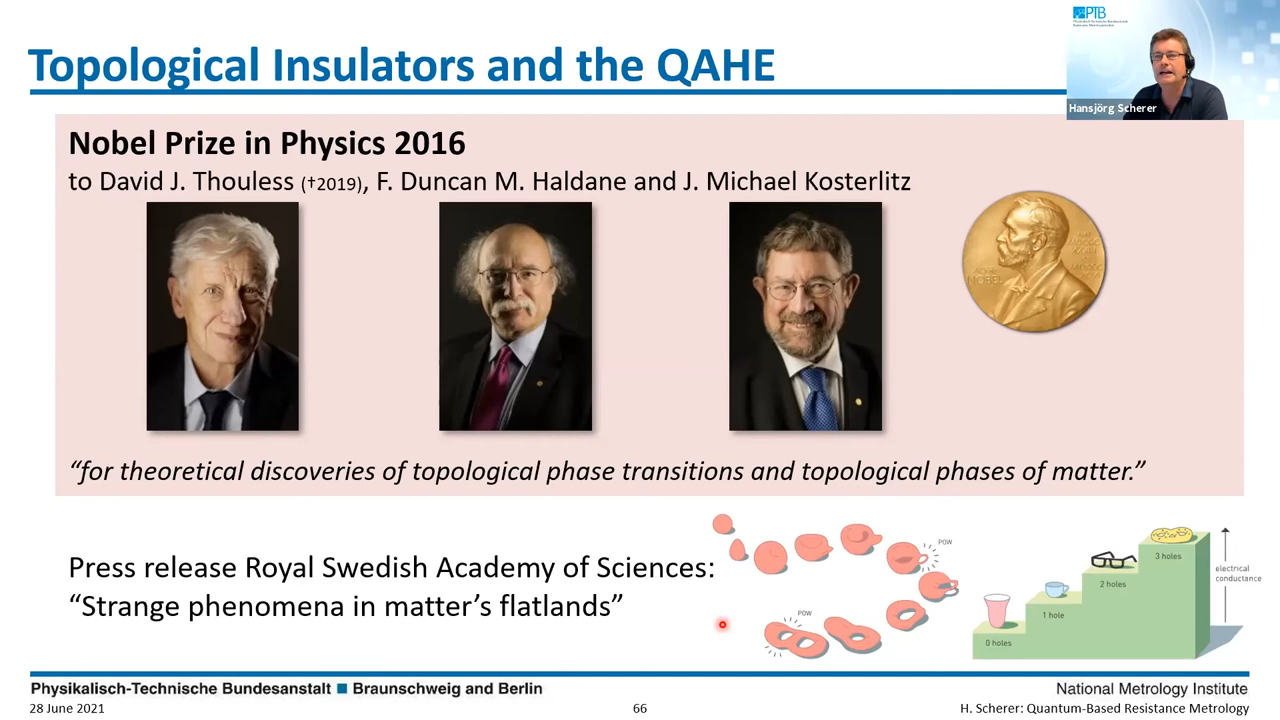 Topological Insulators and the QAHE
PTB
Hansjörg Scherer
Nobel Prize in Physics 2016
to David J. Thouless (†2019), F. Duncan M. Haldane and J. Michael Kosterlitz
“for theoretical discoveries of topological phase transitions and topological phases of matter.”
Press release Royal Swedish Academy of Sciences:
“Strange phenomena in matter’s flatlands”
POW
POW
0 holes
1 hole
2 holes
3 holes
electrical
conductance
Physikalisch-Technische Bundesanstalt ■ Braunschweig and Berlin
National Metrology Institute
28 June 2021
66
H. Scherer: Quantum-Based Resistance Metrology